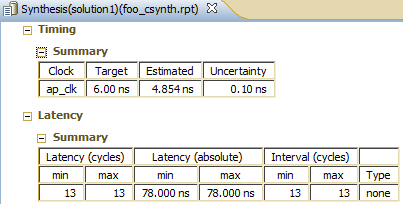 Synthesis(solution1)(foo_csynth.rpt)
Timing
Summary
Clock Target Estimated Uncertainty
ap_clk 6.00 ns 4.854 ns 0.10 ns
Latency
Summary
Latency (cycles) Latency (absolute) Interval (cycles)
min max min max min max Type
13 13 78.000 ns 78.000 ns 13 13 none